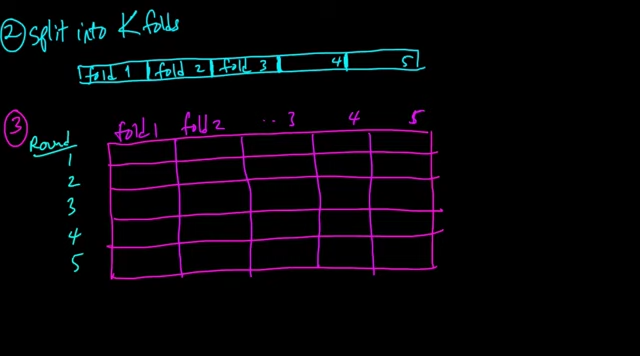 ② Split into K folds
fold 1 fold 2 fold 3 4 5
③ fold 1 fold 2 .. 3 4 5
Round
1
2
3
4
5